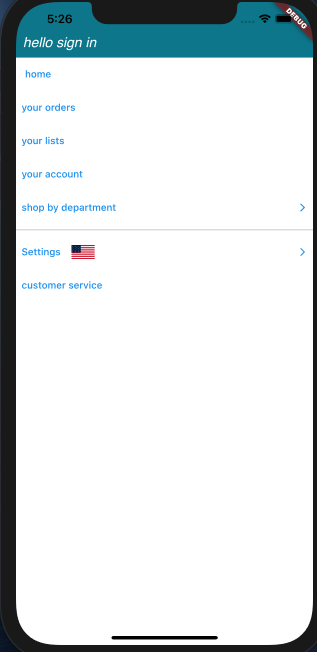 5:26
DEBUG
hello sign in
home
your orders
your lists
your account
shop by department
Settings
customer service